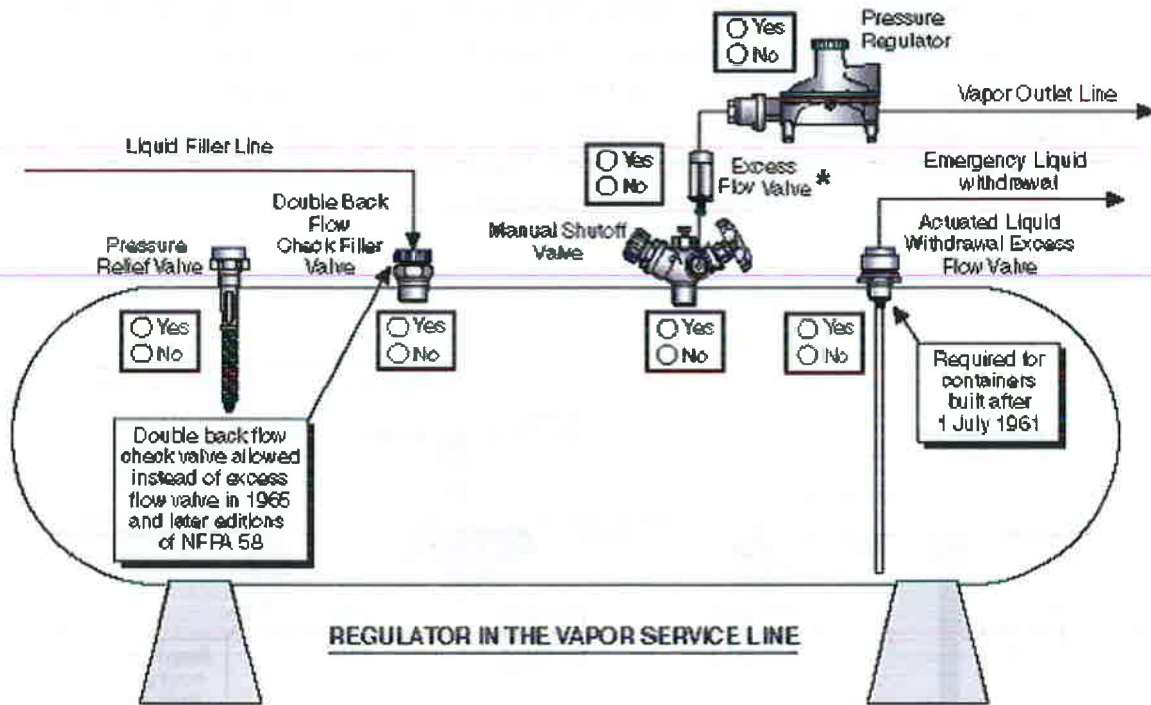 Yes
No
Pressure
Regulator
Vapor Outlet Line
Liquid Filler Line
Yes
No
Excess
Flow Valve *
Emergency Liquid
withdrawal
Double Back
Flow
Check Filler
Valve
Manual Shutoff
Valve
Actuated Liquid
Withdrawal Excess
Flow Valve
Pressure
Relief Valve
Yes
No
Yes
No
Yes
No
Yes
No
Required for
containers
built after
1 July 1961
Double back flow
check valve allowed
instead of excess
flow valve in 1965
and later editions
of NFPA 58
REGULATOR IN THE VAPOR SERVICE LINE